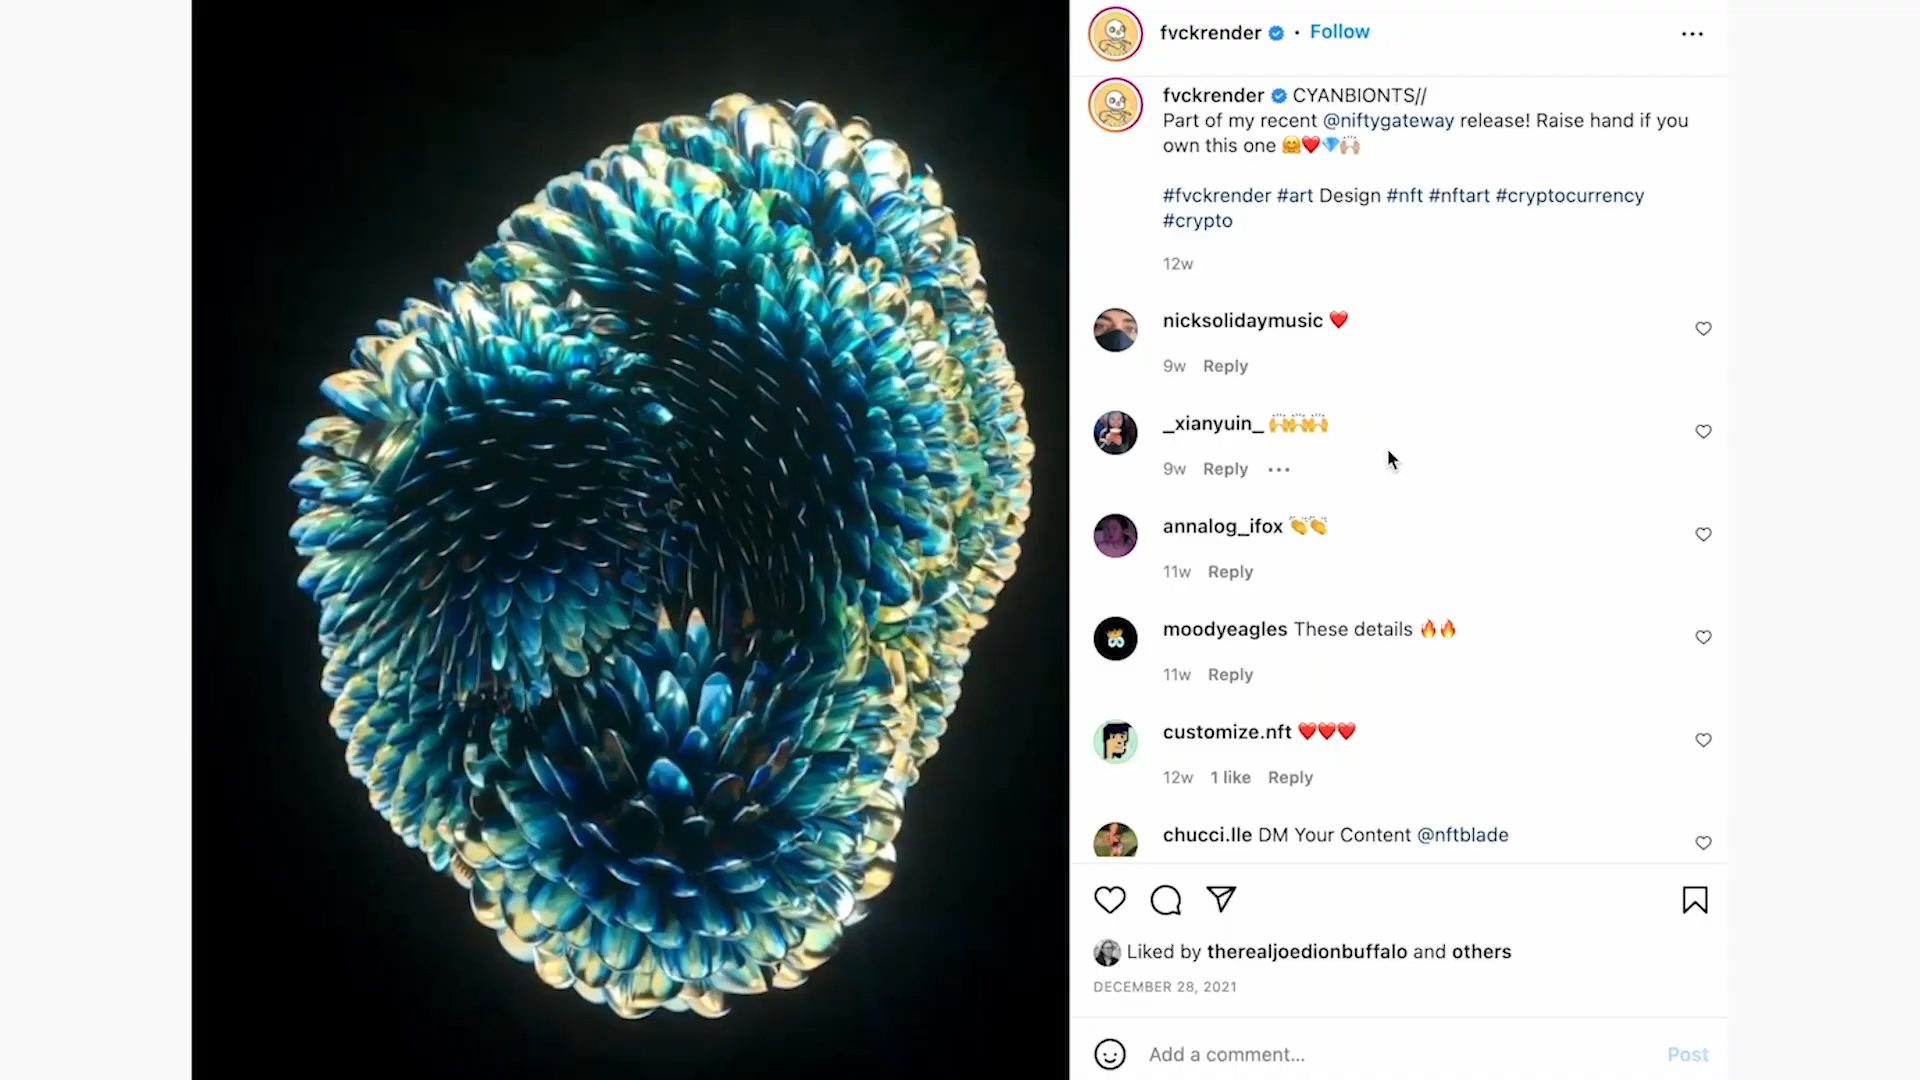 fvckrender • Follow
fvckrender CYANBIONTS//
Part of my recent @niftygateway release! Raise hand if you
own this one 🤗❤️💎🙌🏼
#fvckrender #art Design #nft #nftart #cryptocurrency
#crypto
12w
nicksolidaymusic ❤️
9w Reply
_xianyuin_ 🙌🙌🙌
9w Reply •••
annalog_ifox 👏👏
11w Reply
moodyeagles These details 🔥🔥
11w Reply
customize.nft ❤️❤️❤️
12w 1 like Reply
chucci.lle DM Your Content @nftblade
Liked by therealjoedionbuffalo and others
DECEMBER 28, 2021
Add a comment... Post